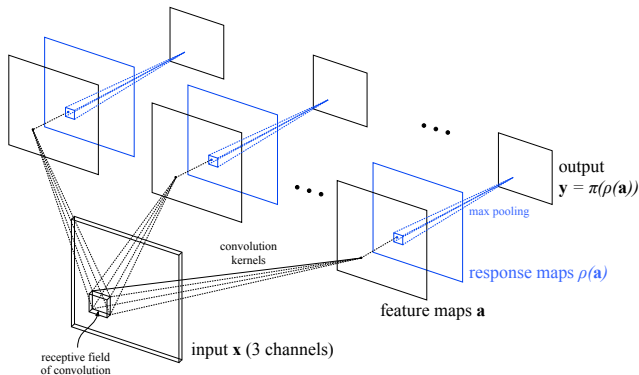 output
y = π(ρ(a))
max pooling
convolution
kernels
response maps ρ(a)
feature maps a
input x (3 channels)
receptive field
of convolution